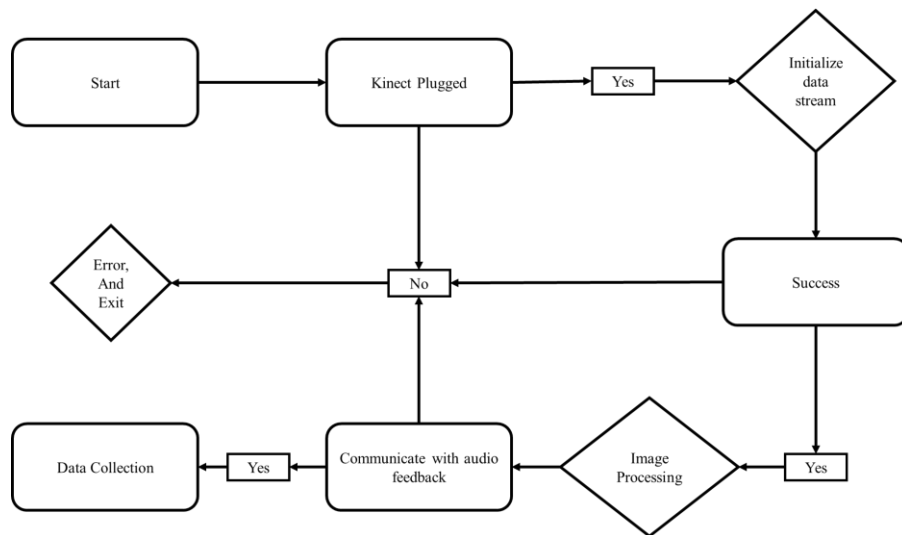 Start
Kinect Plugged
Yes
Initialize
data
stream
Error,
And
Exit
No
Success
Data Collection
Yes
Communicate with audio
feedback
Image
Processing
Yes